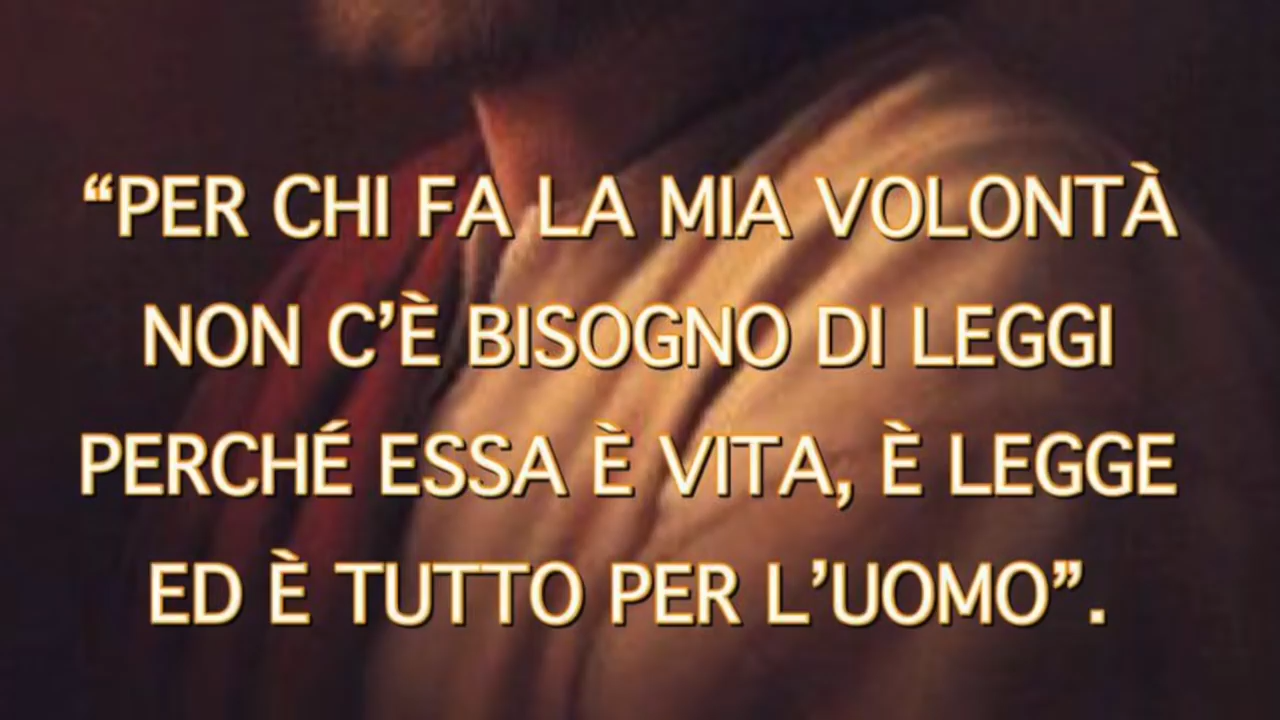 “PER CHI FA LA MIA VOLONTÀ
NON C’È BISOGNO DI LEGGI
PERCHÉ ESSA È VITA, È LEGGE
ED È TUTTO PER L’UOMO”.